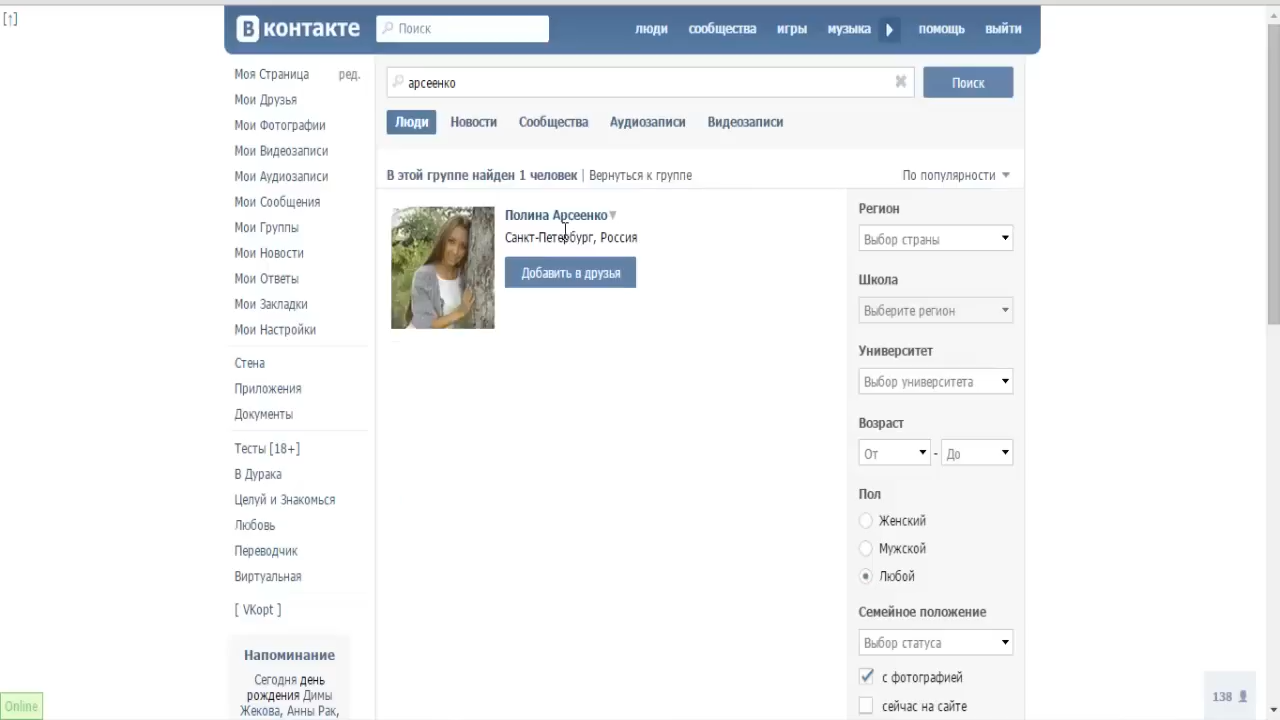 [↑]
В контакте
Поиск
люди сообщества игры музыка помощь выйти
Моя Страница ред.
Мои Друзья
Мои Фотографии
Мои Видеозаписи
Мои Аудиозаписи
Мои Сообщения
Мои Группы
Мои Новости
Мои Ответы
Мои Закладки
Мои Настройки
Стена
Приложения
Документы
Тесты [18+]
В Дурака
Целуй и Знакомься
Любовь
Переводчик
Виртуальная
[ VKopt ]
Напоминание
Сегодня день
рождения Димы
Жекова, Анны Рак,
арсеенко
Поиск
Люди Новости Сообщества Аудиозаписи Видеозаписи
В этой группе найден 1 человек | Вернуться к группе
По популярности
Полина Арсеенко
Санкт-Петербург, Россия
Добавить в друзья
Регион
Выбор страны
Школа
Выберите регион
Университет
Выбор университета
Возраст
От - До
Пол
Женский
Мужской
Любой
Семейное положение
Выбор статуса
с фотографией
сейчас на сайте
Online
138